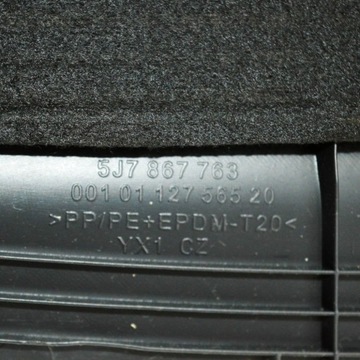 5J7 867 763
001 01 127 565 20
>PP/PE+EPDM-T20<
YX1 CZ